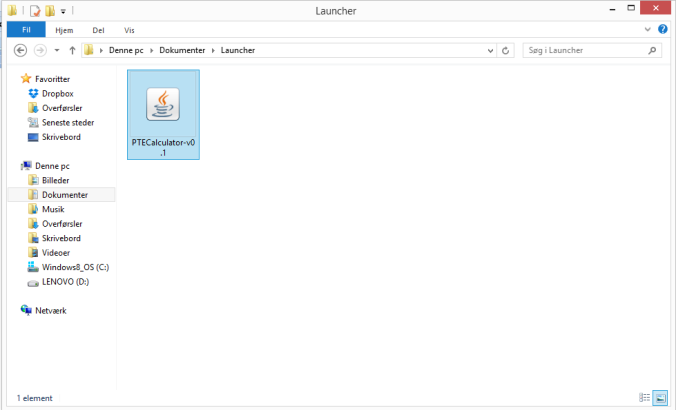 Launcher
Fil Hjem Del Vis
Denne pc Dokumenter Launcher
Søg i Launcher
Favoritter
Dropbox
Overførsler
Seneste steder
Skrivebord
Denne pc
Billeder
Dokumenter
Musik
Overførsler
Skrivebord
Videoer
Windows8_OS (C:)
LENOVO (D:)
Netværk
PTECalculator-v0
.1
1 element